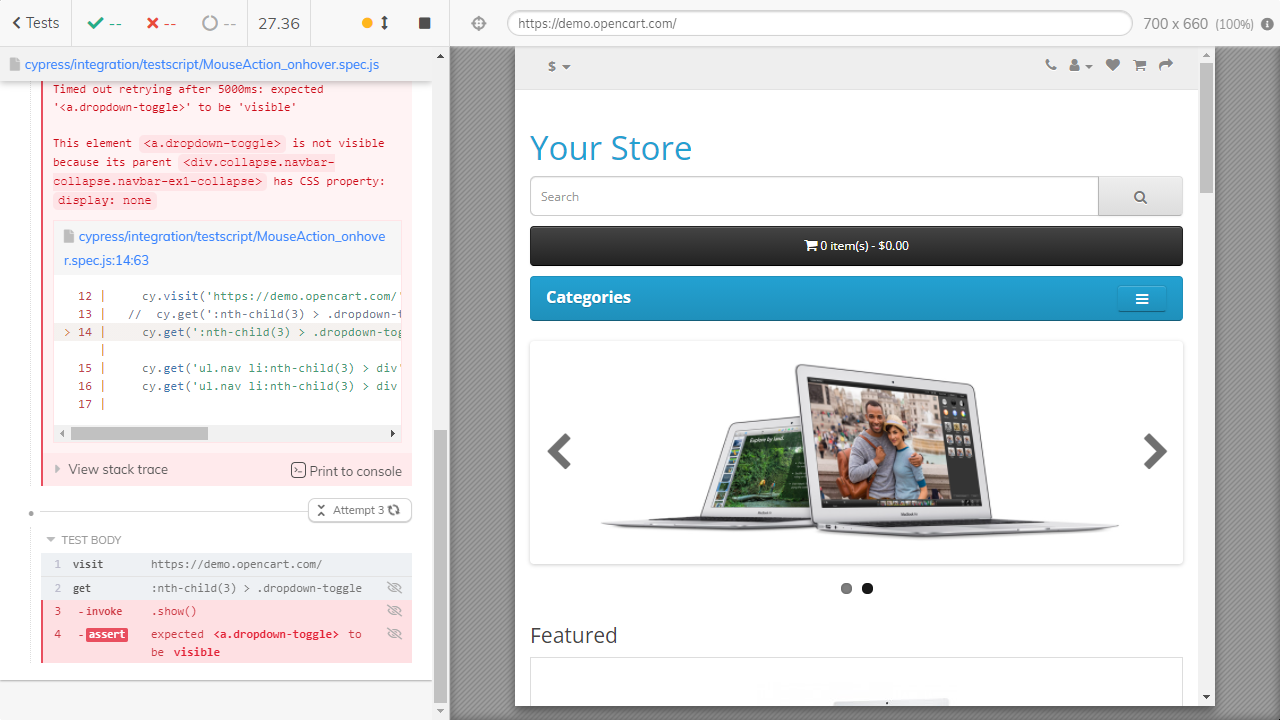 Tests
--
--
--
27.36
https://demo.opencart.com/
700 x 660 (100%)
cypress/integration/testscript/MouseAction_onhover.spec.js
Timed out retrying after 5000ms: expected
'<a.dropdown-toggle>' to be 'visible'
This element <a.dropdown-toggle> is not visible
because its parent <div.collapse.navbar-
collapse.navbar-ex1-collapse> has CSS property:
display: none
cypress/integration/testscript/MouseAction_onhove
r.spec.js:14:63
12 | cy.visit('https://demo.opencart.com/'
13 | // cy.get(':nth-child(3) > .dropdown-t
> 14 | cy.get(':nth-child(3) > .dropdown-tog
|
15 | cy.get('ul.nav li:nth-child(3) > div'
16 | cy.get('ul.nav li:nth-child(3) > div
17 |
View stack trace
Print to console
Attempt 3
TEST BODY
1 visit https://demo.opencart.com/
2 get :nth-child(3) > .dropdown-toggle
3 -invoke .show()
4 -assert expected <a.dropdown-toggle> to
be visible
$
Your Store
Search
0 item(s) - $0.00
Categories
Featured